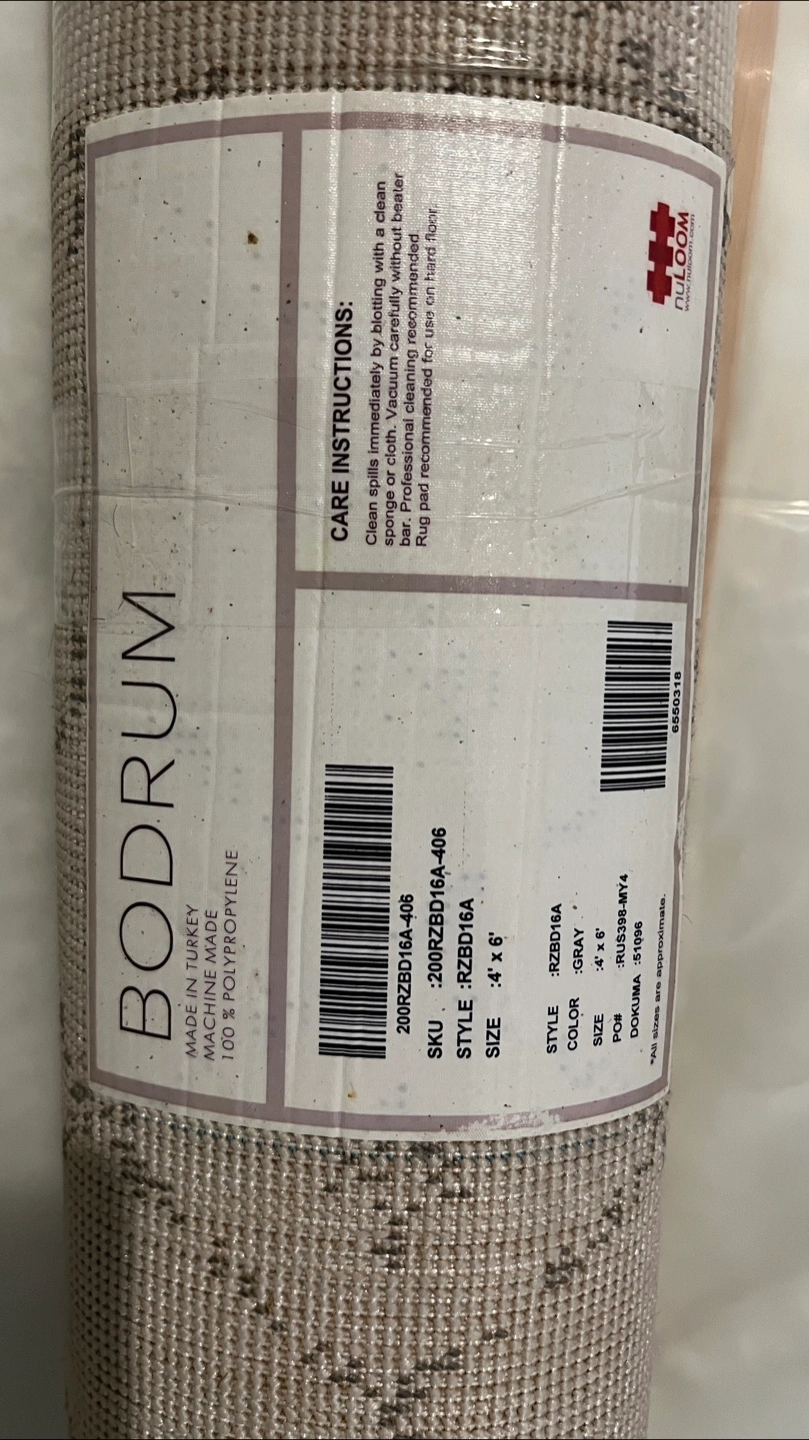 BODRUM
MADE IN TURKEY
MACHINE MADE
100 % POLYPROPYLENE
200RZBD16A-406
SKU :200RZBD16A-406
STYLE :RZBD16A
SIZE :4' x 6'
STYLE :RZBD16A
COLOR :GRAY
SIZE :4' x 6'
PO# :RUS398-MY4
DOKUMA :51096
*All sizes are approximate.
6550318
CARE INSTRUCTIONS:
Clean spills immediately by blotting with a clean
sponge or cloth. Vacuum carefully without beater
bar. Professional cleaning recommended
Rug pad recommended for use on hard floor.
nuLOOM
www.nuloom.com